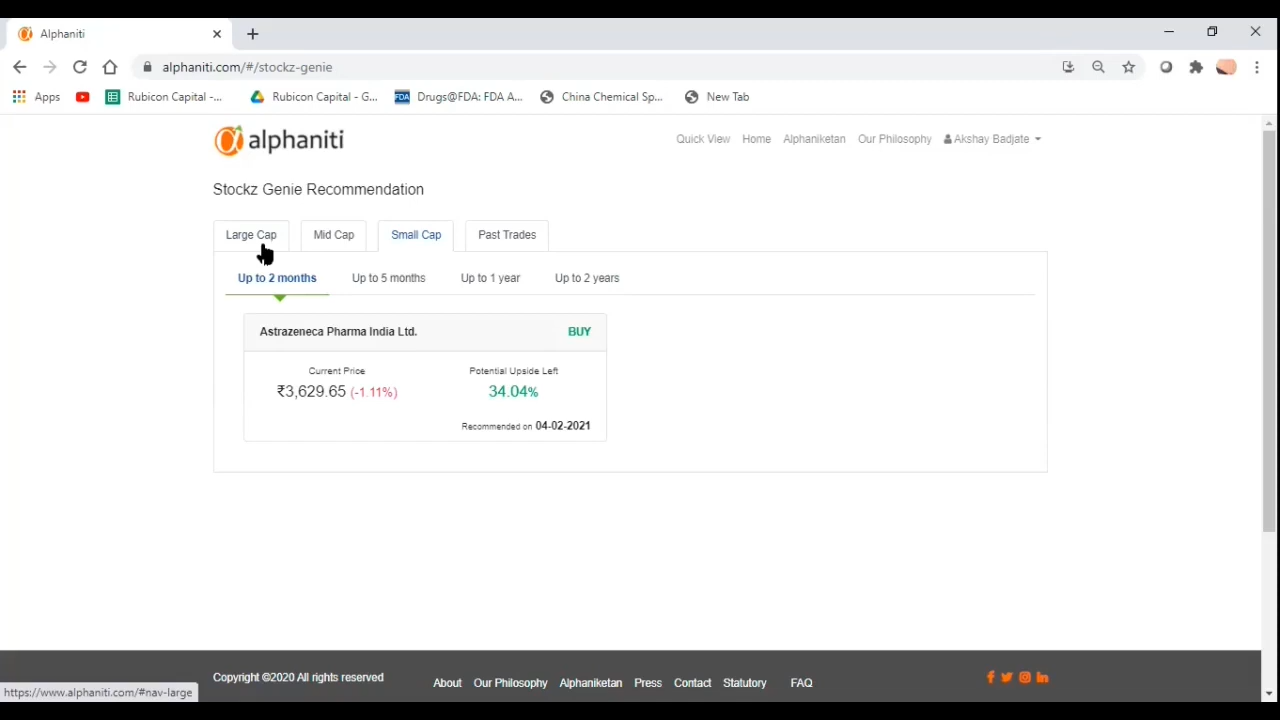 Alphaniti
alphaniti.com/#/stockz-genie
Apps Rubicon Capital -... Rubicon Capital - G... FDA Drugs@FDA: FDA A... China Chemical Sp... New Tab
alphaniti
Quick View Home Alphaniketan Our Philosophy Akshay Badjate
Stockz Genie Recommendation
Large Cap Mid Cap Small Cap Past Trades
Up to 2 months Up to 5 months Up to 1 year Up to 2 years
Astrazeneca Pharma India Ltd. BUY
Current Price Potential Upside Left
₹3,629.65 (-1.11%) 34.04%
Recommended on 04-02-2021
Copyright ©2020 All rights reserved
About Our Philosophy Alphaniketan Press Contact Statutory FAQ
https://www.alphaniti.com/#nav-large